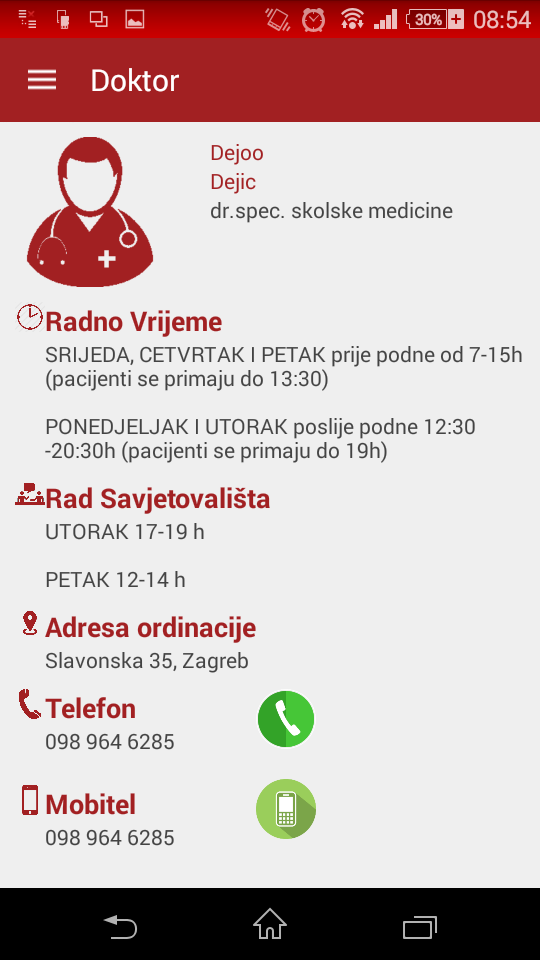 30%
08:54
Doktor
Dejoo
Dejic
dr.spec. skolske medicine
Radno Vrijeme
SRIJEDA, CETVRTAK I PETAK prije podne od 7-15h
(pacijenti se primaju do 13:30)
PONEDJELJAK I UTORAK poslije podne 12:30
-20:30h (pacijenti se primaju do 19h)
Rad Savjetovališta
UTORAK 17-19 h
PETAK 12-14 h
Adresa ordinacije
Slavonska 35, Zagreb
Telefon
098 964 6285
Mobitel
098 964 6285